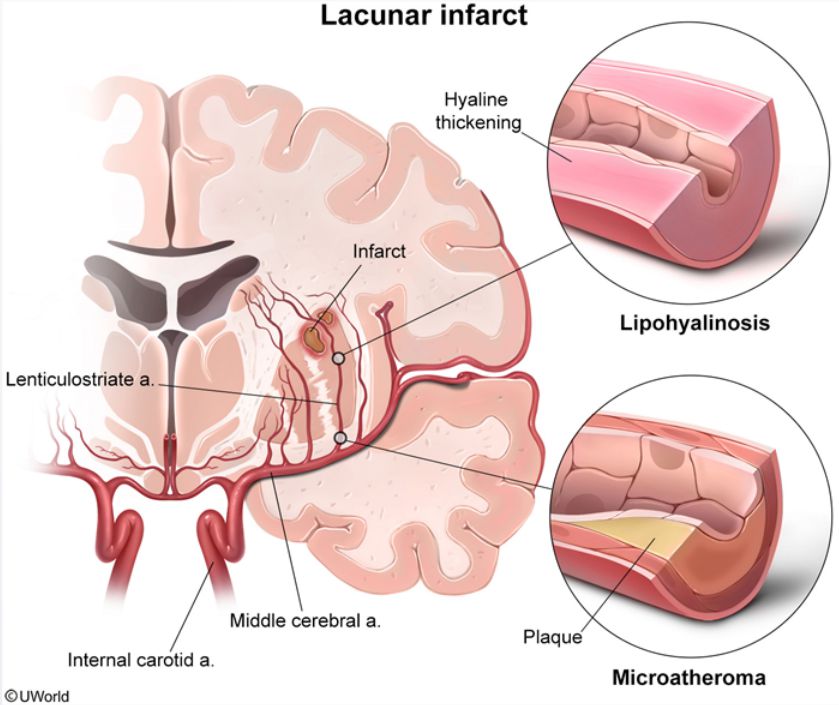 Lacunar infarct
Hyaline
thickening
Infarct
Lipohyalinosis
Lenticulostriate a.
Middle cerebral a.
Plaque
Internal carotid a.
Microatheroma
©UWorld